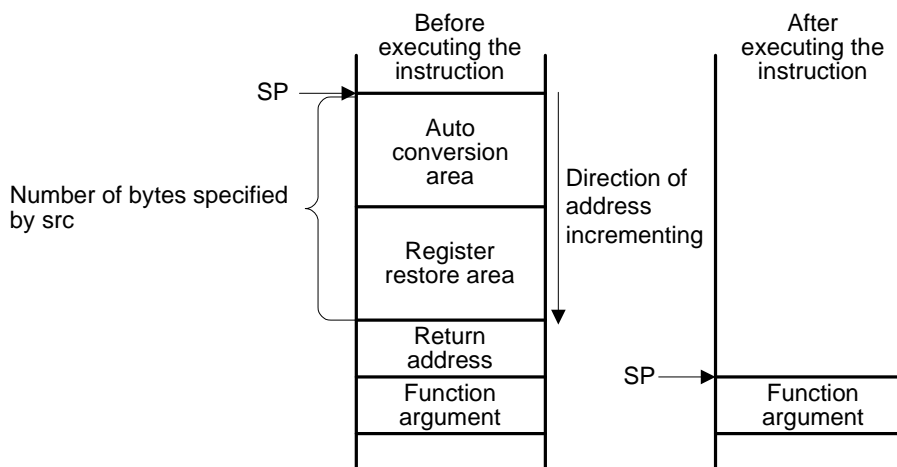 Before
executing the
instruction
After
executing the
instruction
SP
Auto
conversion
area
Number of bytes specified
by src
Direction of
address
incrementing
Register
restore area
Return
address
SP
Function
argument
Function
argument